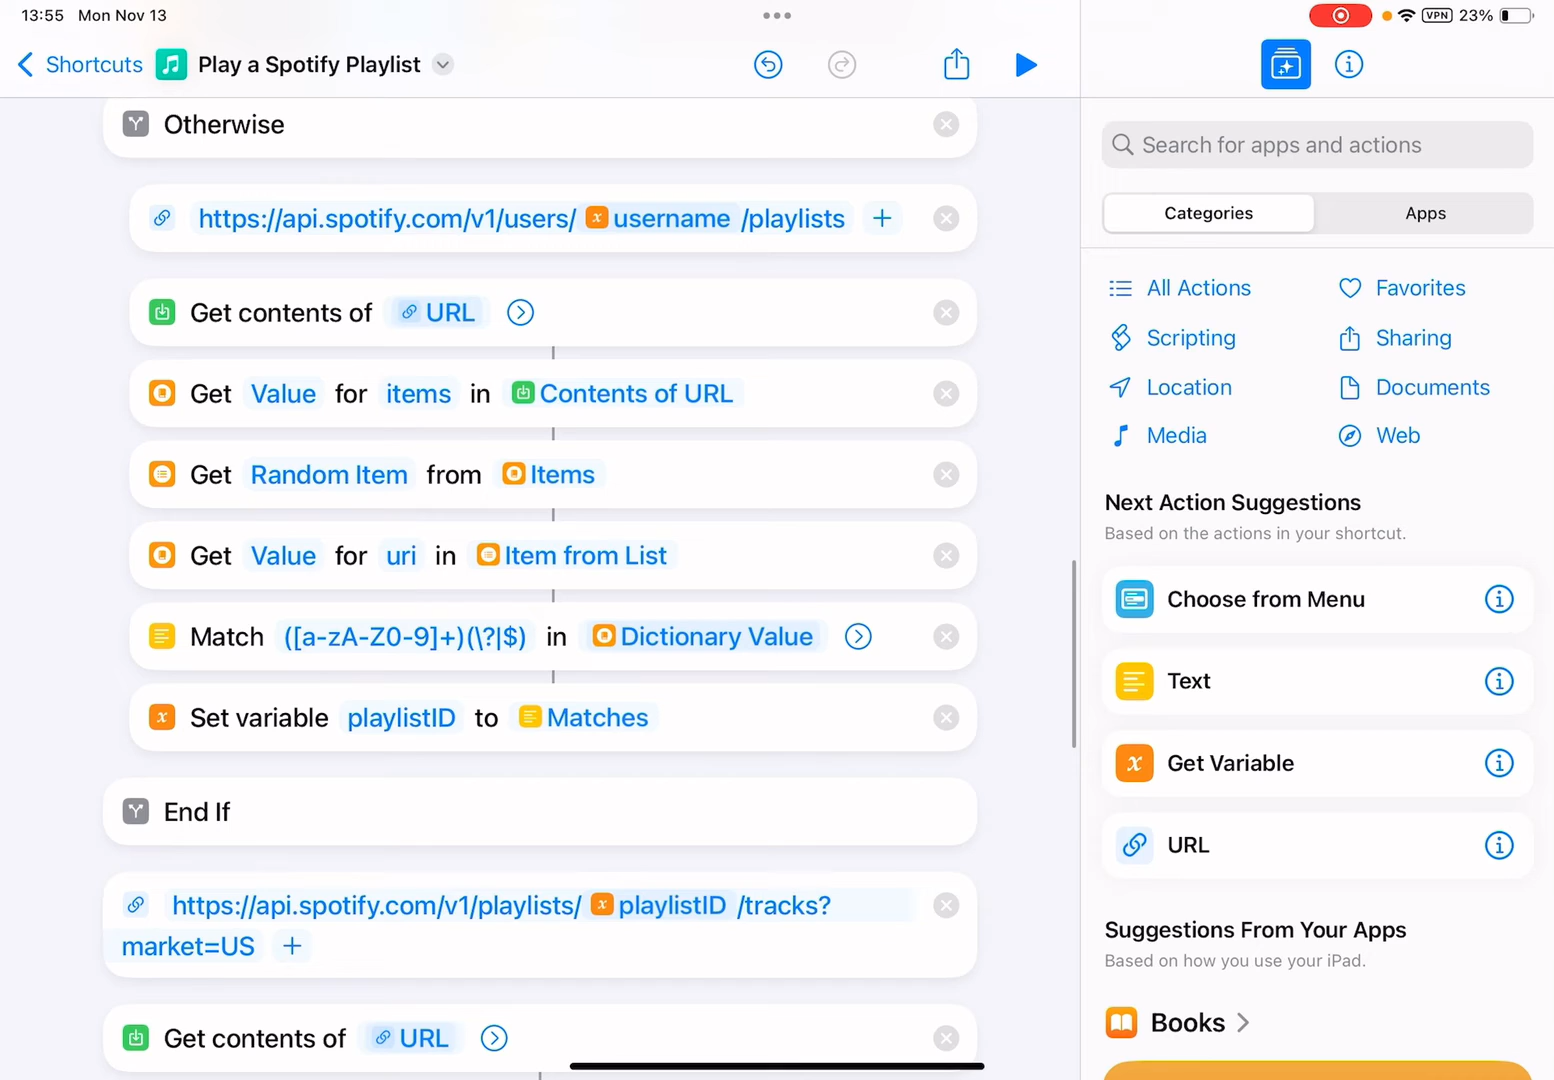 13:55 Mon Nov 13
VPN 23%
Shortcuts Play a Spotify Playlist
Otherwise
https://api.spotify.com/v1/users/ username /playlists
Get contents of URL
Get Value for items in Contents of URL
Get Random Item from Items
Get Value for uri in Item from List
Match ([a-zA-Z0-9]+)(\?|$) in Dictionary Value
Set variable playlistID to Matches
End If
https://api.spotify.com/v1/playlists/ playlistID /tracks?
market=US
Get contents of URL
Search for apps and actions
Categories Apps
All Actions Favorites
Scripting Sharing
Location Documents
Media Web
Next Action Suggestions
Based on the actions in your shortcut.
Choose from Menu
Text
Get Variable
URL
Suggestions From Your Apps
Based on how you use your iPad.
Books